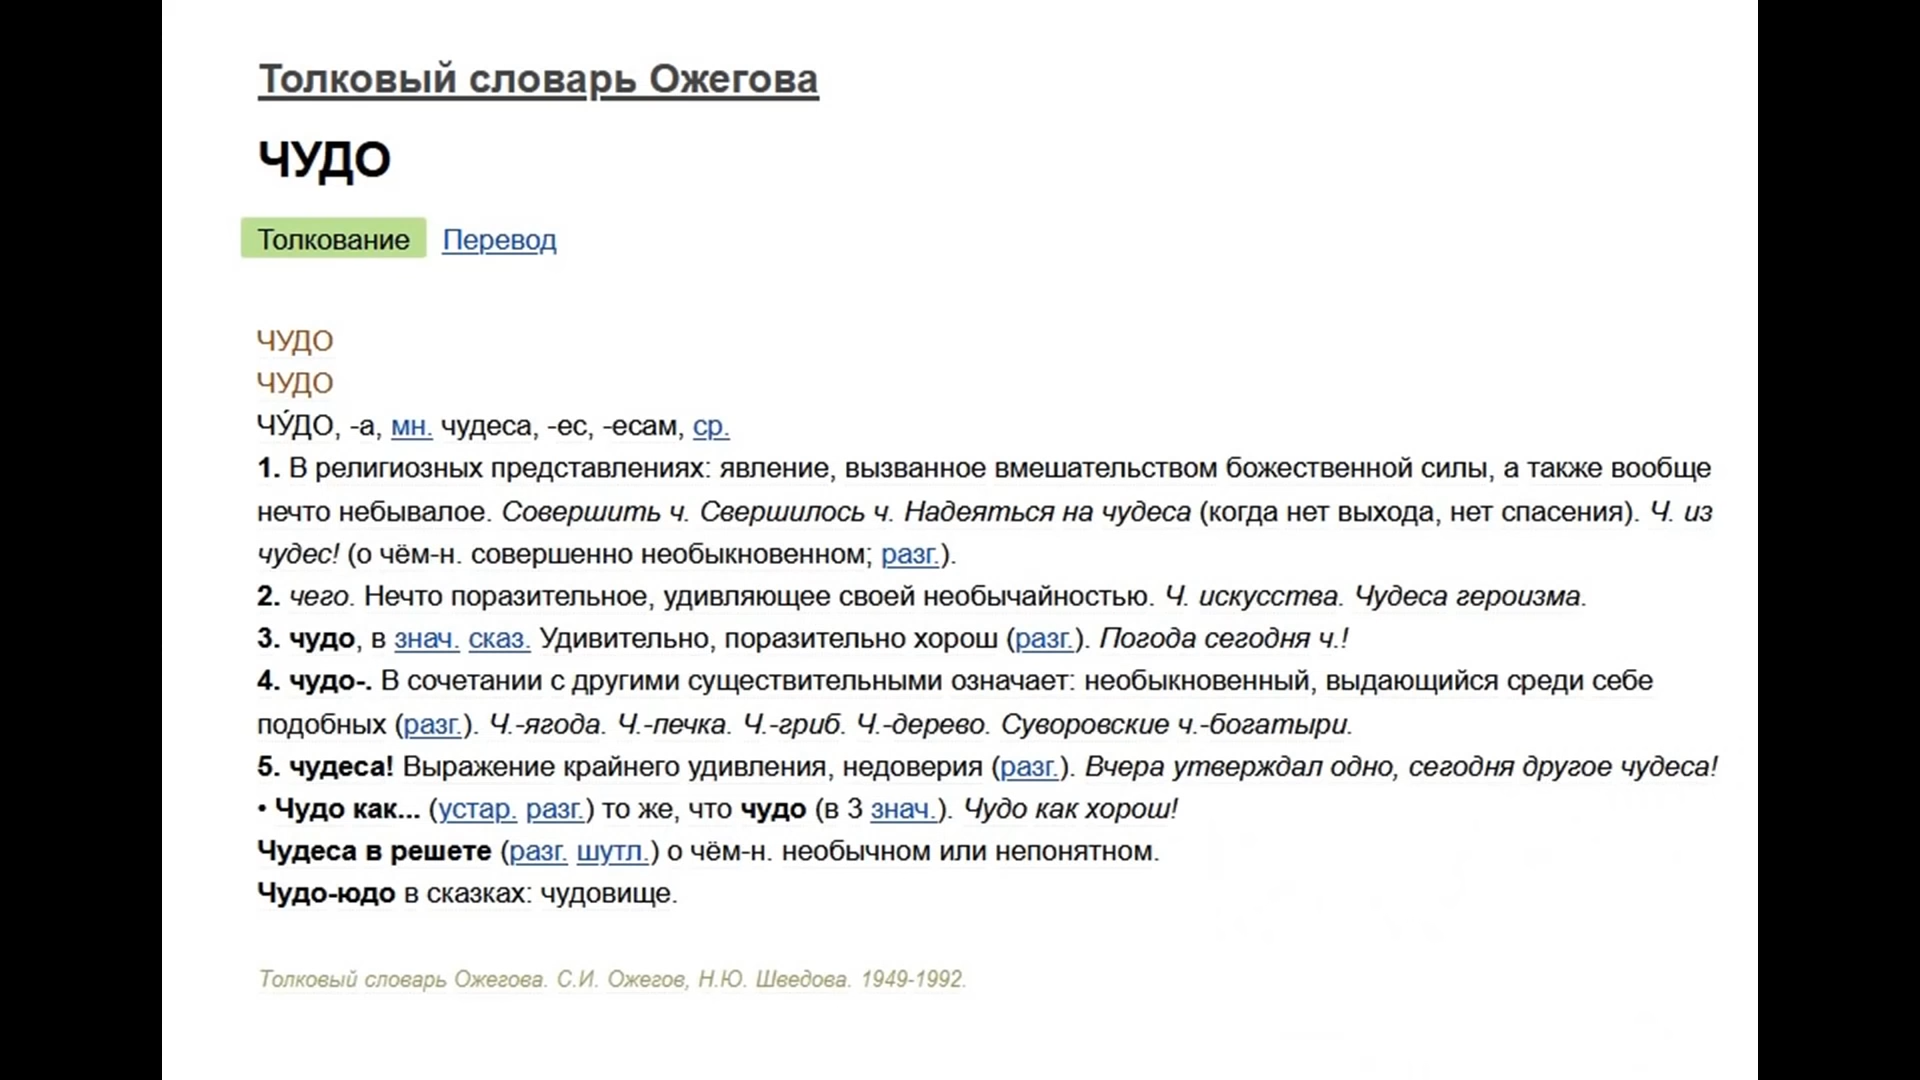 Толковый словарь Ожегова
ЧУДО
Толкование Перевод
ЧУДО
ЧУДО
ЧУ́ДО, -а, мн. чудеса, -ес, -есам, ср.
1. В религиозных представлениях: явление, вызванное вмешательством божественной силы, а также вообще
нечто небывалое. Совершить ч. Свершилось ч. Надеяться на чудеса (когда нет выхода, нет спасения). Ч. из
чудес! (о чём-н. совершенно необыкновенном; разг.).
2. чего. Нечто поразительное, удивляющее своей необычайностью. Ч. искусства. Чудеса героизма.
3. чудо, в знач. сказ. Удивительно, поразительно хорош (разг.). Погода сегодня ч.!
4. чудо-. В сочетании с другими существительными означает: необыкновенный, выдающийся среди себе
подобных (разг.). Ч.-ягода. Ч.-печка. Ч.-гриб. Ч.-дерево. Суворовские ч.-богатыри.
5. чудеса! Выражение крайнего удивления, недоверия (разг.). Вчера утверждал одно, сегодня другое чудеса!
• Чудо как... (устар. разг.) то же, что чудо (в 3 знач.). Чудо как хорош!
Чудеса в решете (разг. шутл.) о чём-н. необычном или непонятном.
Чудо-юдо в сказках: чудовище.
Толковый словарь Ожегова. С.И. Ожегов, Н.Ю. Шведова. 1949-1992.